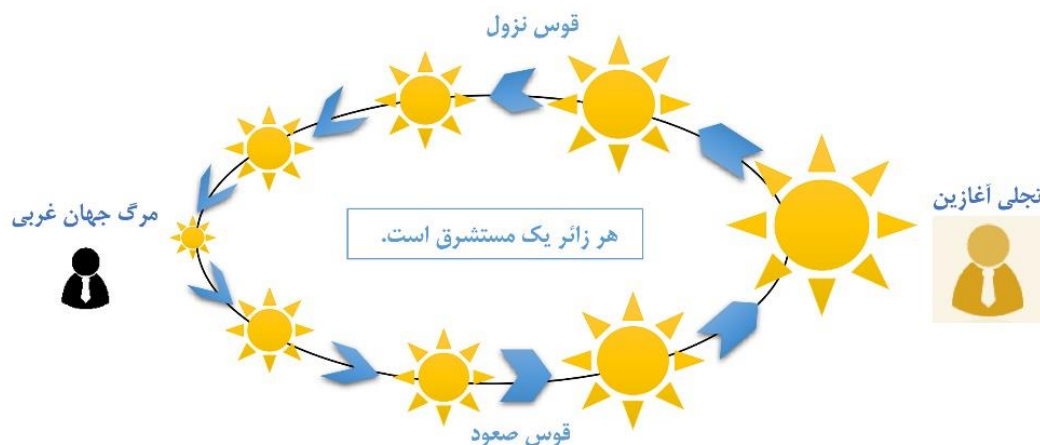 قوس نزول
تجلی آغازین
مرگ جهان غربی
هر زائر یک مستشرق است.
قوس صعود